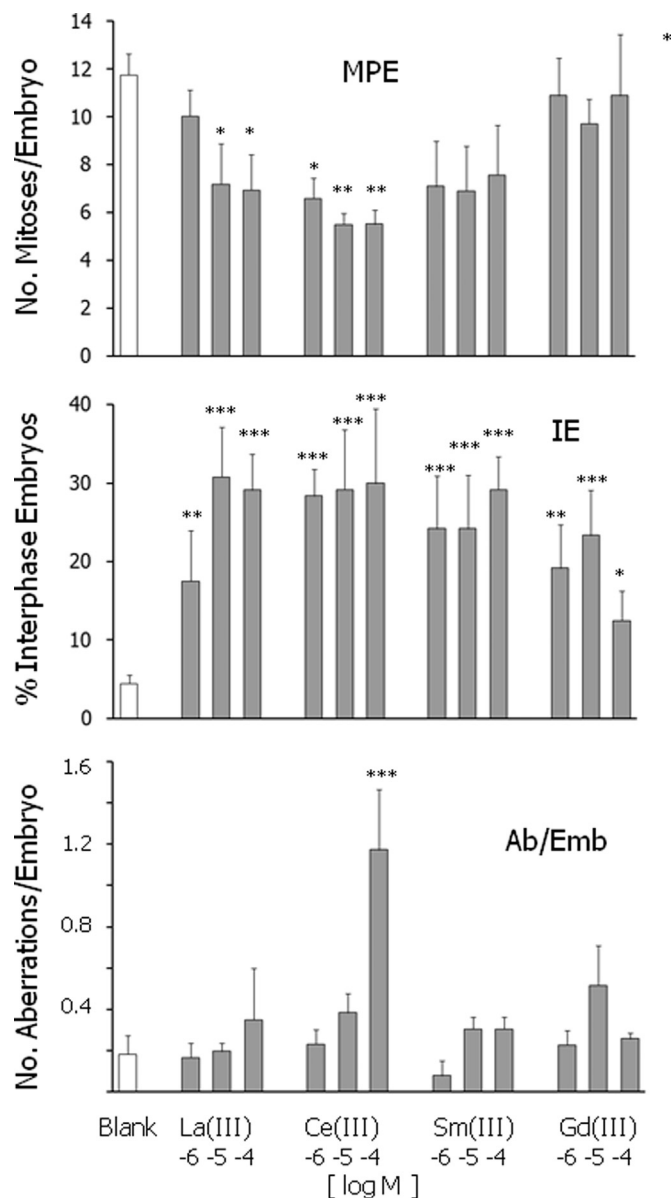 14
12
10
8
6
4
2
0
No. Mitoses/Embryo
MPE
*
* *
* ** **
40
30
20
10
0
% Interphase Embryos
IE
** *** ***
*** *** ***
*** *** ***
** *** *
1.6
1.2
0.8
0.4
No. Aberrations/Embryo
Ab/Emb
***
Blank La(III) Ce(III) Sm(III) Gd(III)
-6 -5 -4 -6 -5 -4 -6 -5 -4 -6 -5 -4
[ log M ]